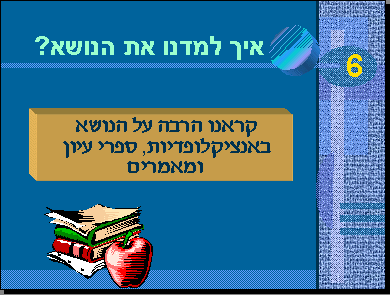 איך למדנו את הנושא?
6
קראנו הרבה על הנושא
באנציקלופדיות, ספרי עיון
ומאמרים